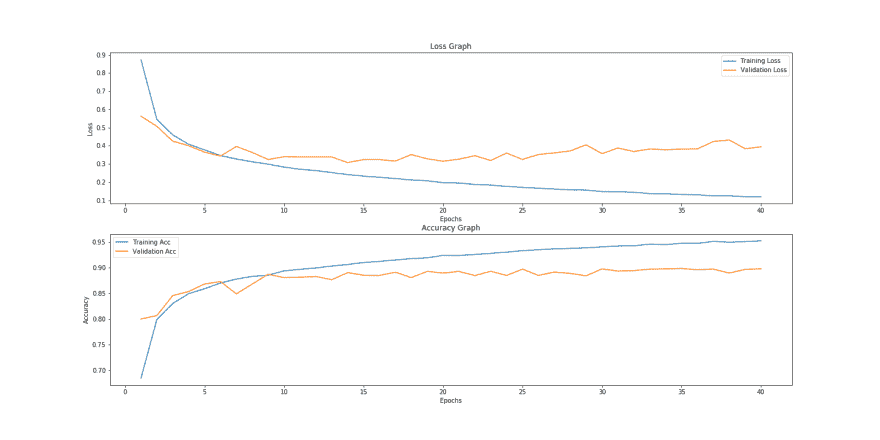 Loss Graph
0.9
0.8
0.7
0.6
0.5
0.4
0.3
0.2
0.1
Loss
Training Loss
Validation Loss
0 5 10 15 20 25 30 35 40
Epochs
Accuracy Graph
0.95
0.90
0.85
0.80
0.75
0.70
Accuracy
Training Acc
Validation Acc
0 5 10 15 20 25 30 35 40
Epochs